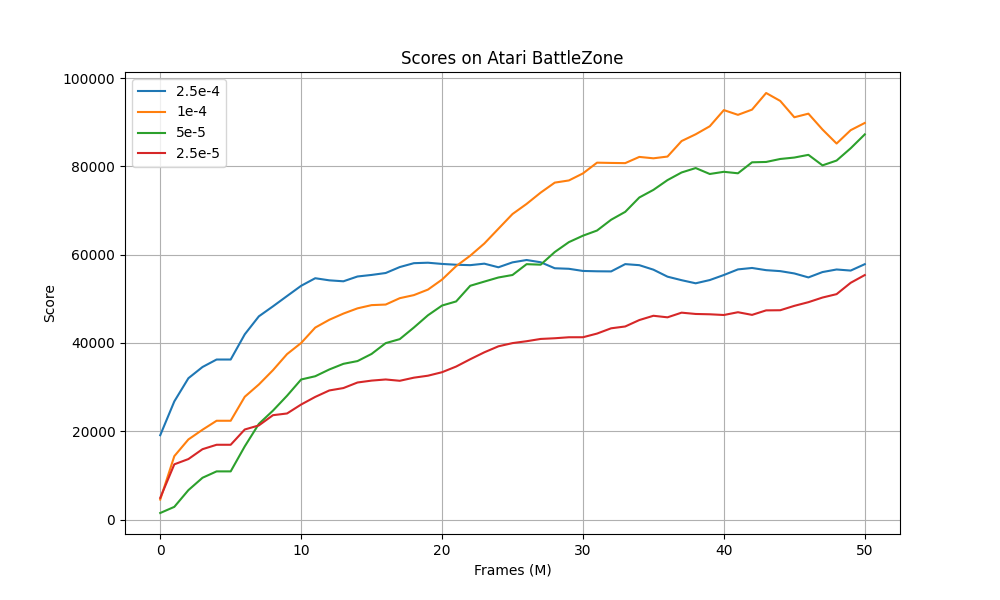 Scores on Atari BattleZone
100000
80000
60000
40000
20000
0
Score
2.5e-4
1e-4
5e-5
2.5e-5
0 10 20 30 40 50
Frames (M)